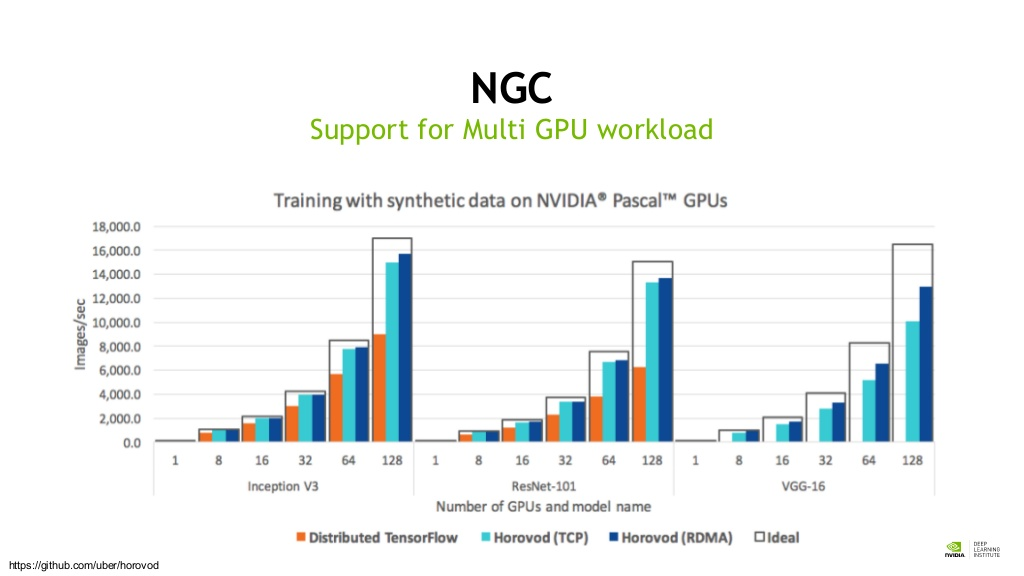 NGC
Support for Multi GPU workload
Training with synthetic data on NVIDIA® Pascal™ GPUs
Images/sec
18,000.0
16,000.0
14,000.0
12,000.0
10,000.0
8,000.0
6,000.0
4,000.0
2,000.0
0.0
1 8 16 32 64 128 1 8 16 32 64 128 1 8 16 32 64 128
Inception V3 ResNet-101 VGG-16
Number of GPUs and model name
Distributed TensorFlow Horovod (TCP) Horovod (RDMA) Ideal
NVIDIA
DEEP
LEARNING
INSTITUTE
https://github.com/uber/horovod